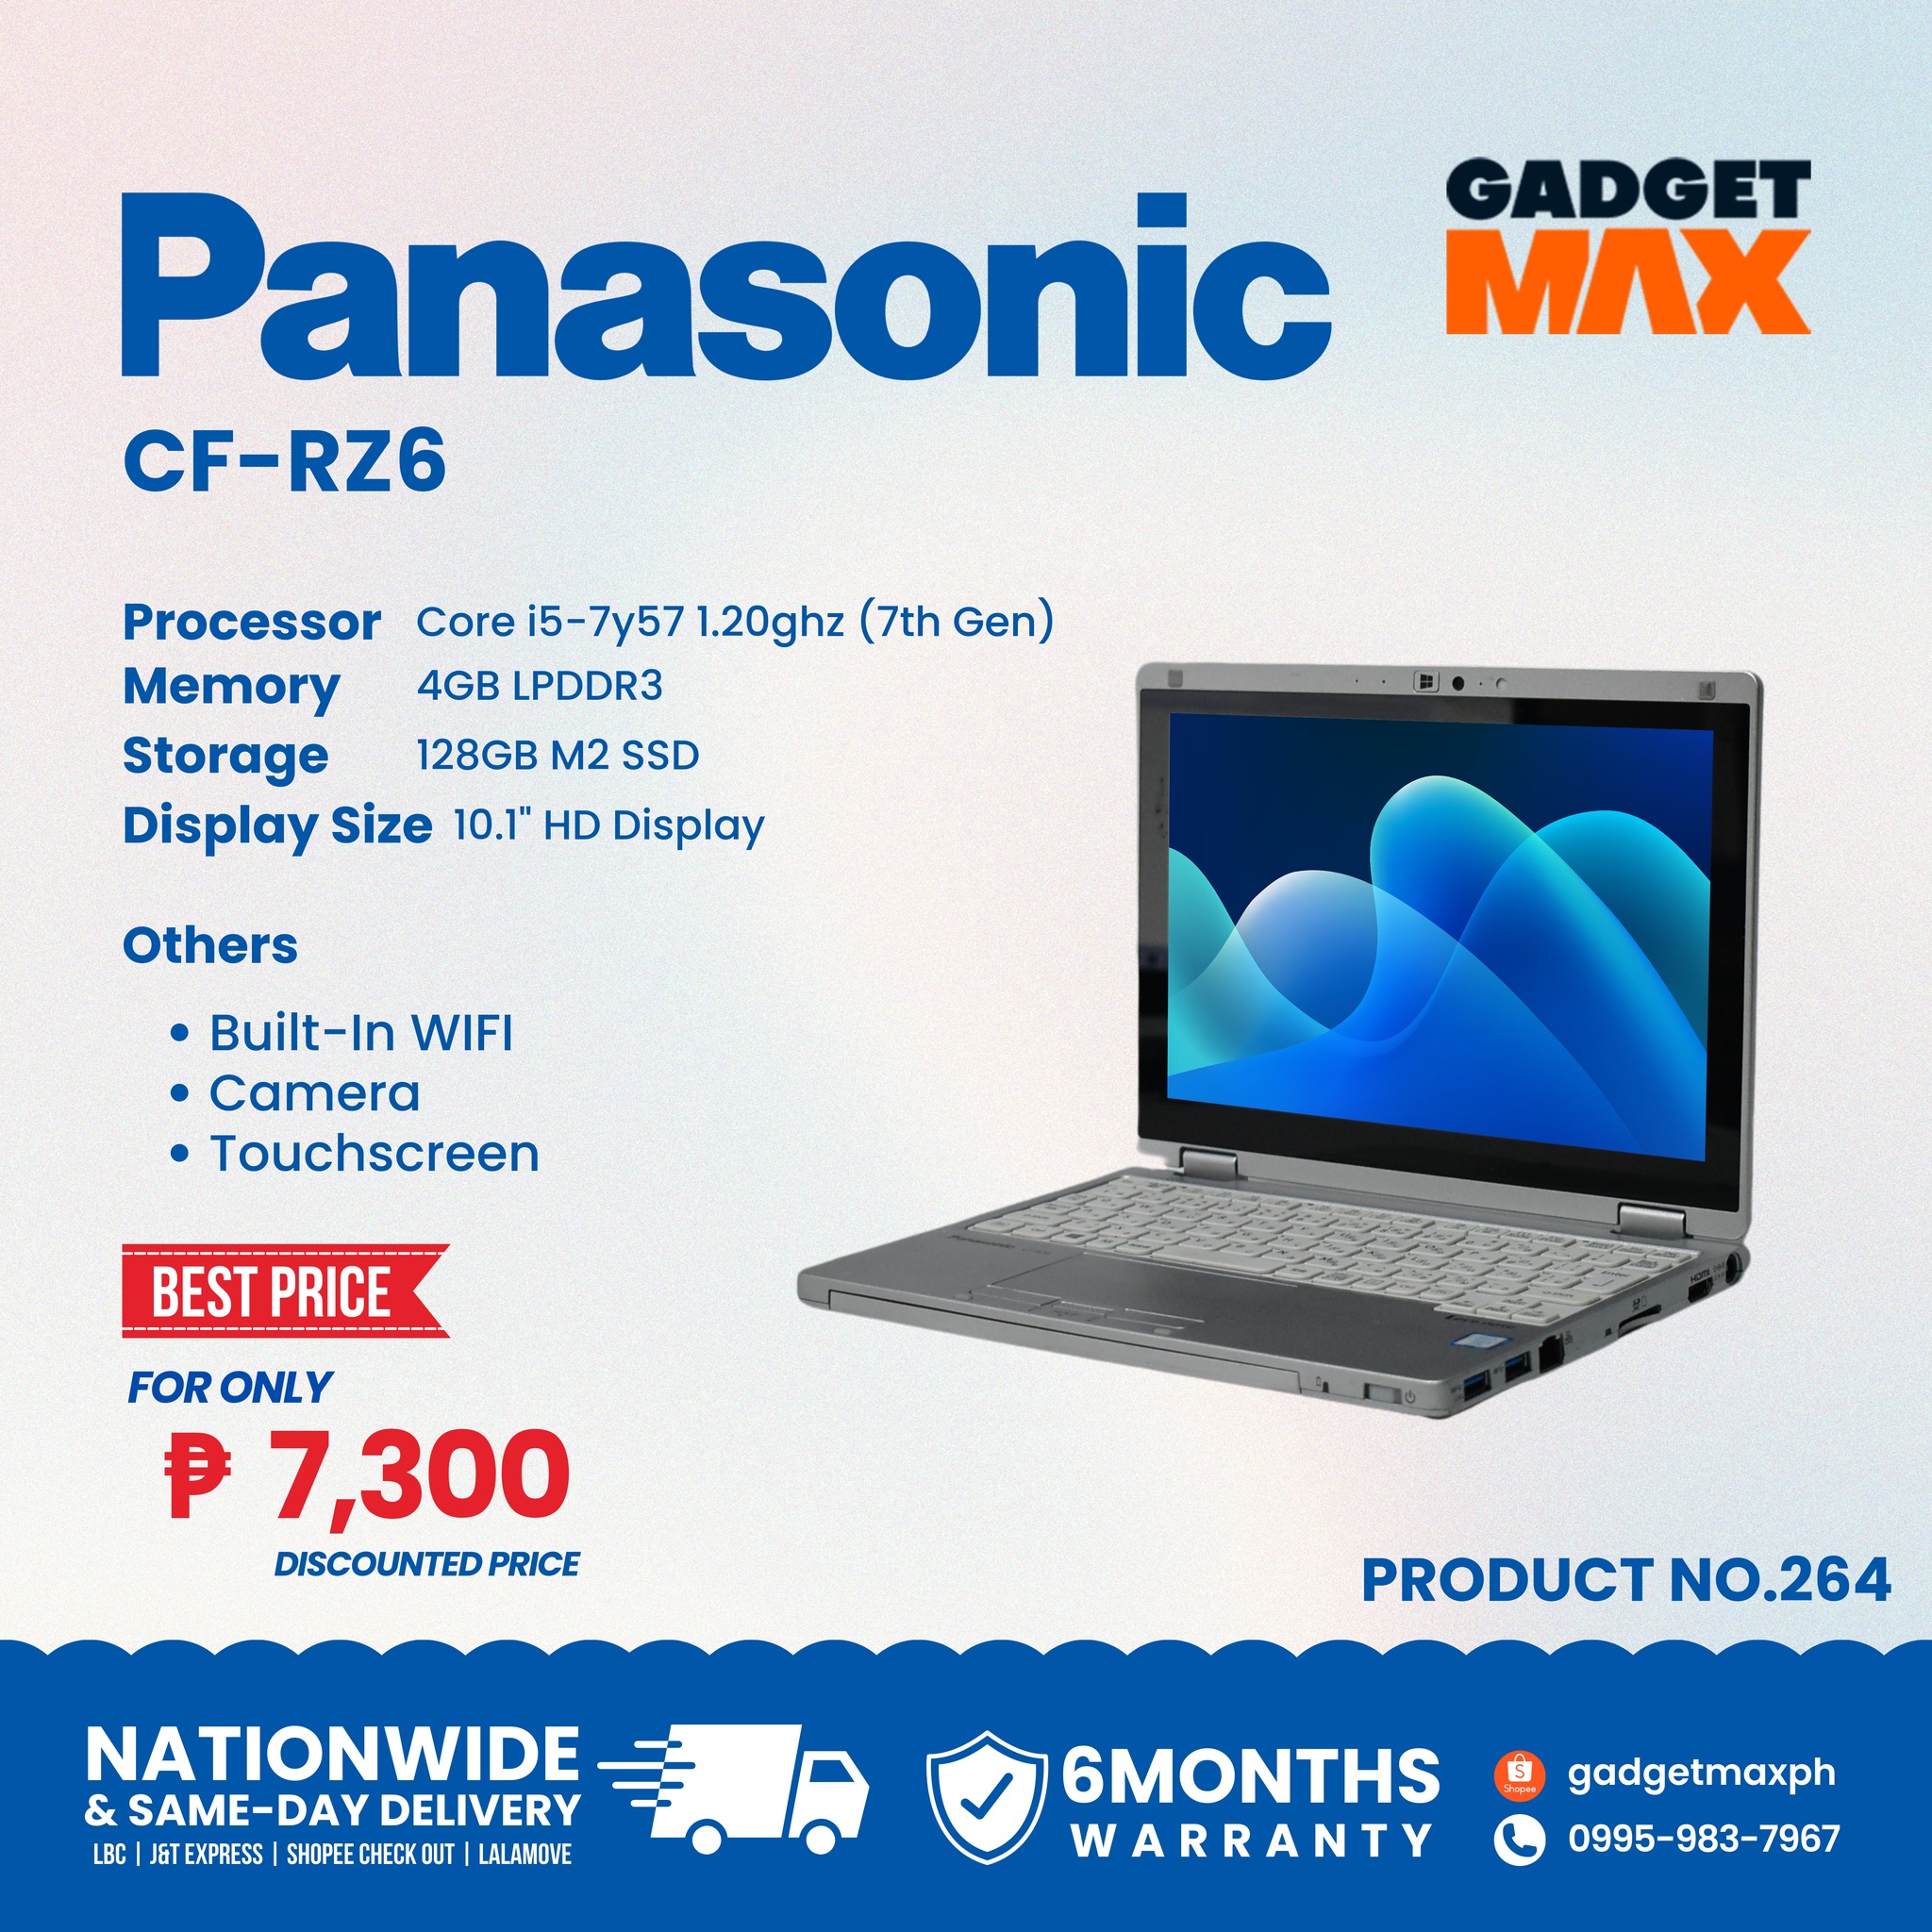 Panasonic
GADGET
MAX
CF-RZ6
Processor Core i5-7y57 1.20ghz (7th Gen)
Memory 4GB LPDDR3
Storage 128GB M2 SSD
Display Size 10.1" HD Display
Others
• Built-In WIFI
• Camera
• Touchscreen
BEST PRICE
FOR ONLY
₱ 7,300
DISCOUNTED PRICE
HDMI
PRODUCT NO.264
NATIONWIDE
& SAME-DAY DELIVERY
LBC | J&T EXPRESS | SHOPEE CHECK OUT | LALAMOVE
6MONTHS
WARRANTY
Shopee
gadgetmaxph
0995-983-7967